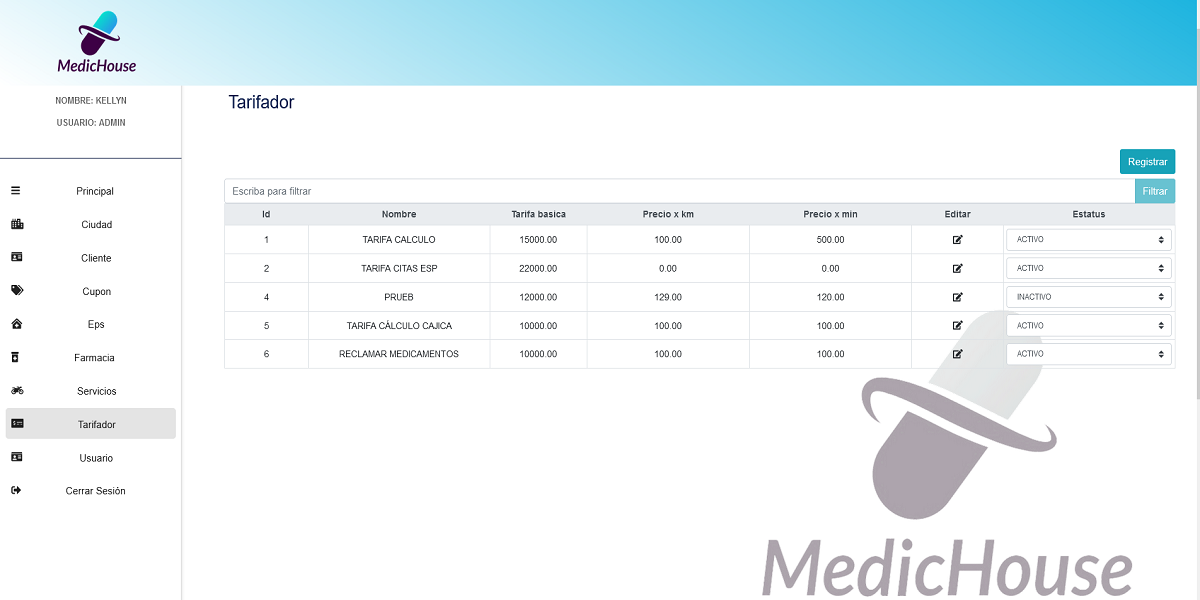 MedicHouse
NOMBRE: KELLYN
USUARIO: ADMIN
Principal
Ciudad
Cliente
Cupon
Eps
Farmacia
Servicios
Tarifador
Usuario
Cerrar Sesión
Tarifador
Registrar
Escriba para filtrar Filtrar
Id Nombre Tarifa basica Precio x km Precio x min Editar Estatus
1 TARIFA CALCULO 15000.00 100.00 500.00 ACTIVO
2 TARIFA CITAS ESP 22000.00 0.00 0.00 ACTIVO
4 PRUEB 12000.00 129.00 120.00 INACTIVO
5 TARIFA CÁLCULO CAJICA 10000.00 100.00 100.00 ACTIVO
6 RECLAMAR MEDICAMENTOS 10000.00 100.00 100.00 ACTIVO
MedicHouse